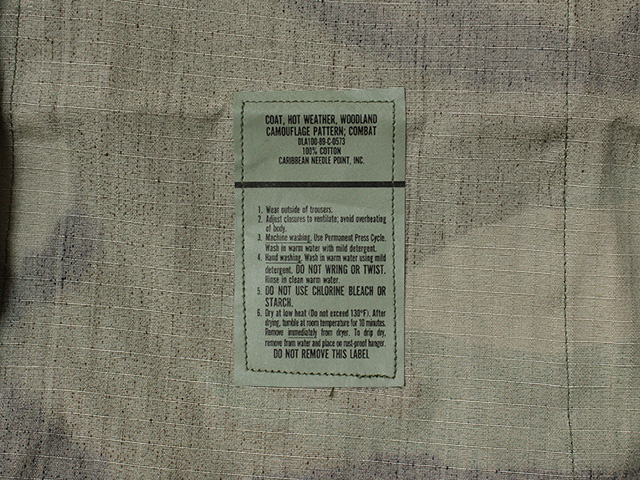 COAT, HOT WEATHER, WOODLAND
CAMOUFLAGE PATTERN; COMBAT
DLA100-89-C-0573
100% COTTON
CARIBBEAN NEEDLE POINT, INC.
1. Wear outside of trousers.
2. Adjust closures to ventilate; avoid overheating
of body.
3. Machine washing. Use Permanent Press Cycle.
Wash in warm water with mild detergent.
4. Hand washing. Wash in warm water using mild
detergent. DO NOT WRING OR TWIST.
Rinse in clean warm water.
5. DO NOT USE CHLORINE BLEACH OR
STARCH.
6. Dry at low heat (Do not exceed 130°F). After
drying, tumble at room temperature for 10 minutes.
Remove immediately from dryer. To drip dry,
remove from water and place on rust-proof hanger.
DO NOT REMOVE THIS LABEL